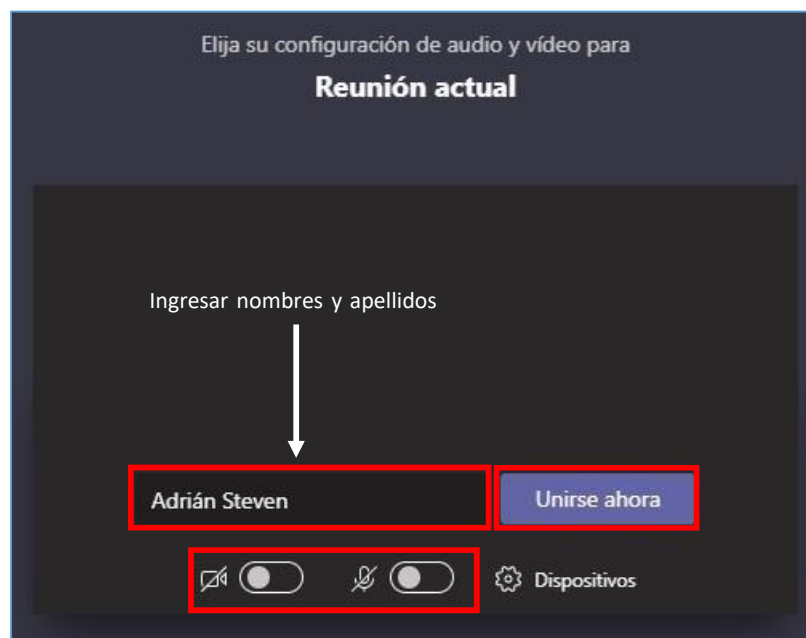 Elija su configuración de audio y vídeo para
Reunión actual
Ingresar nombres y apellidos
Adrián Steven
Unirse ahora
Dispositivos